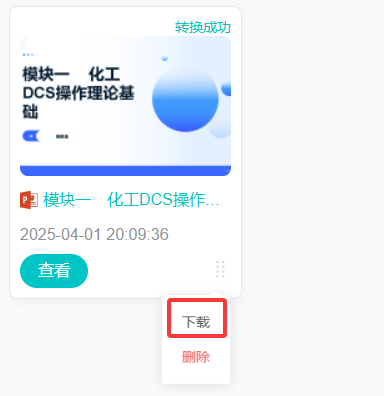 转换成功
模块一 化工
DCS操作理论基
础
模块一 化工DCS操作...
2025-04-01 20:09:36
查看
下载
删除